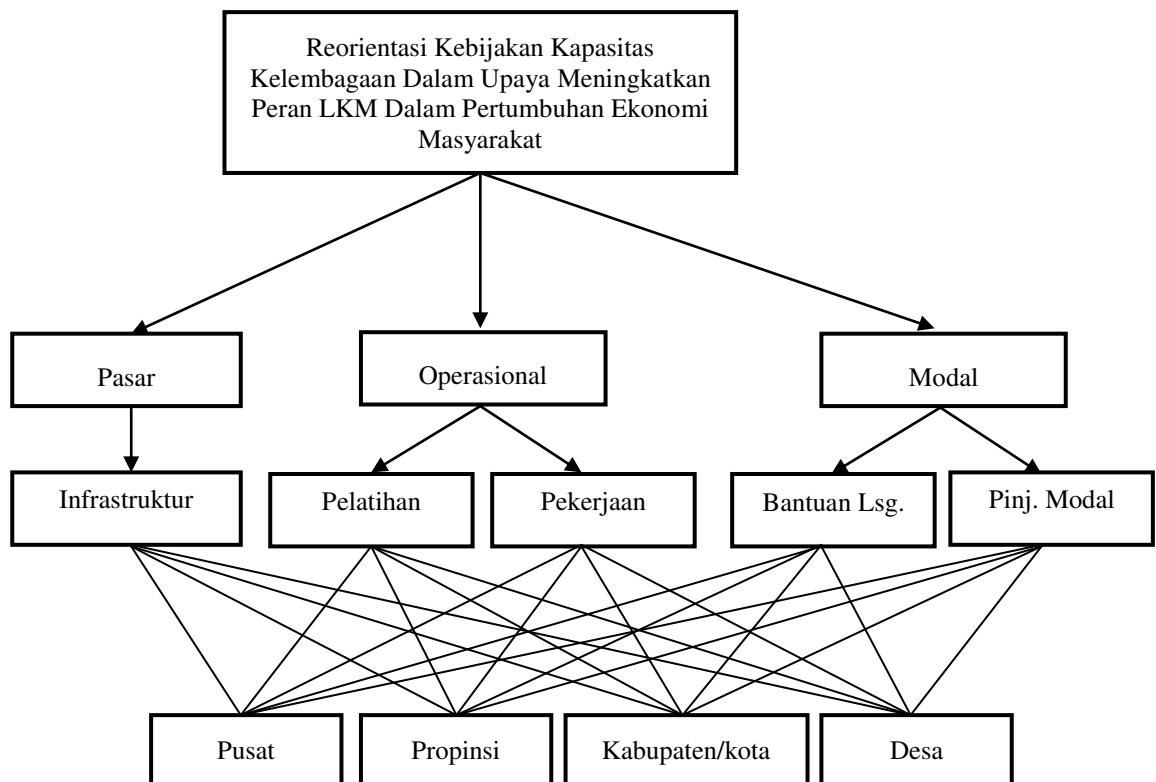 Reorientasi Kebijakan Kapasitas
Kelembagaan Dalam Upaya Meningkatkan
Peran LKM Dalam Pertumbuhan Ekonomi
Masyarakat
Pasar
Operasional
Modal
Infrastruktur
Pelatihan
Pekerjaan
Bantuan Lsg.
Pinj. Modal
Pusat
Propinsi
Kabupaten/kota
Desa